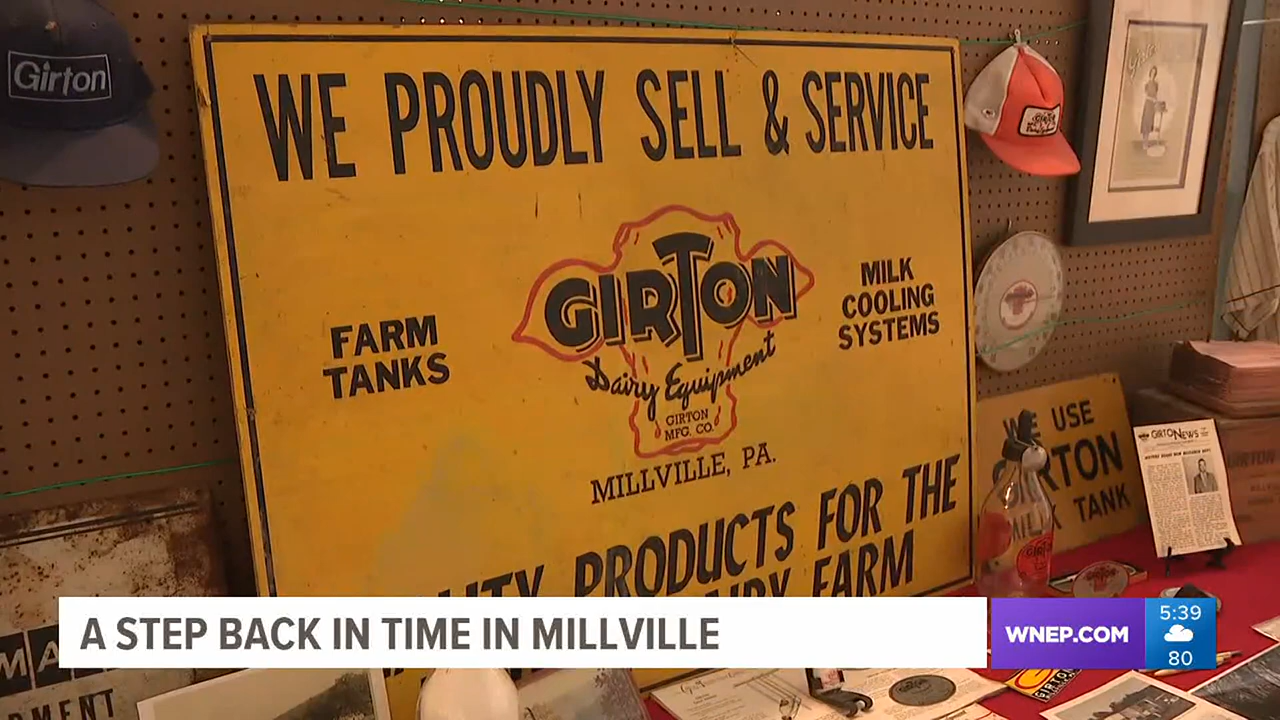 Girton
WE PROUDLY SELL & SERVICE
FARM
TANKS
GIRTON
Dairy Equipment
GIRTON
MFG. CO.
MILLVILLE, PA.
MILK
COOLING
SYSTEMS
PRODUCTS FOR THE
FARM
WE USE
GIRTON
MILK TANK
GIRTON NEWS
GIRTON
A STEP BACK IN TIME IN MILLVILLE
WNEP.COM
5:39
80